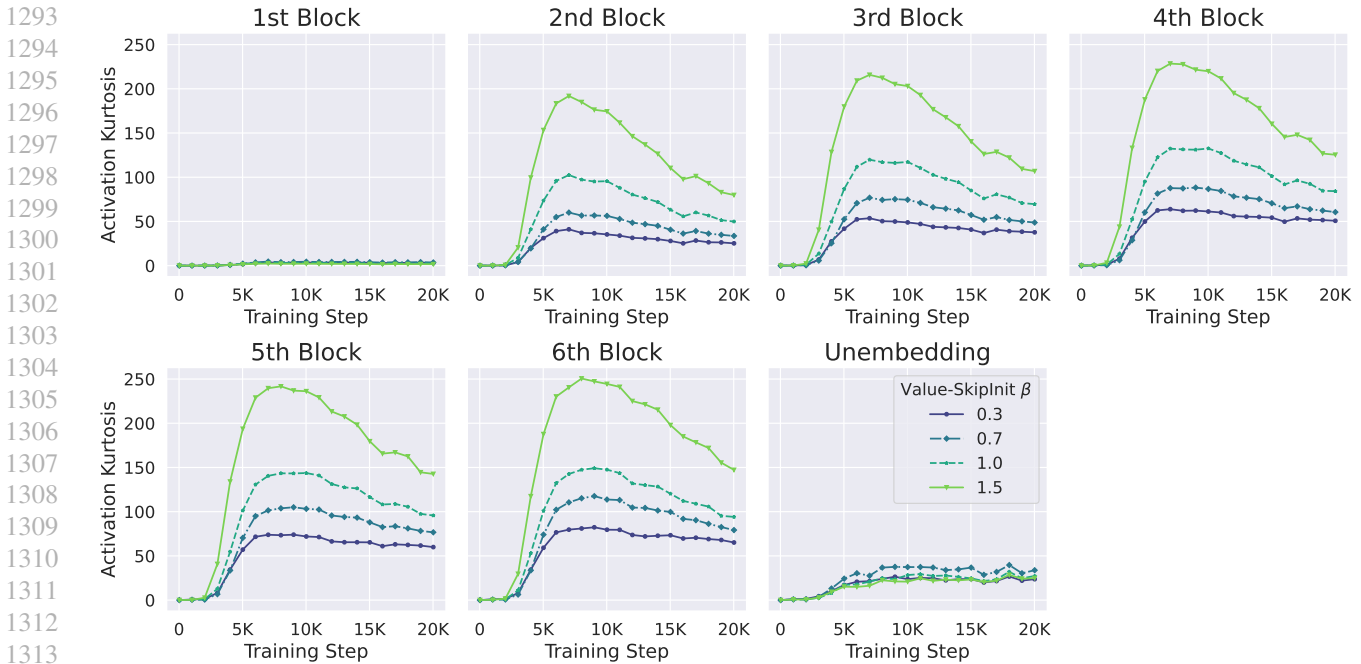 1293
1294
1295
1296
1297
1298
1299
1300
1301
1302
1303
1304
1305
1306
1307
1308
1309
1310
1311
1312
1313
1st Block
2nd Block
3rd Block
4th Block
Activation Kurtosis
250
200
150
100
50
0
0 5K 10K 15K 20K
0 5K 10K 15K 20K
0 5K 10K 15K 20K
0 5K 10K 15K 20K
Training Step
Training Step
Training Step
Training Step
5th Block
6th Block
Unembedding
Activation Kurtosis
250
200
150
100
50
0
Value-SkipInit β
0.3
0.7
1.0
1.5
0 5K 10K 15K 20K
0 5K 10K 15K 20K
0 5K 10K 15K 20K
Training Step
Training Step
Training Step